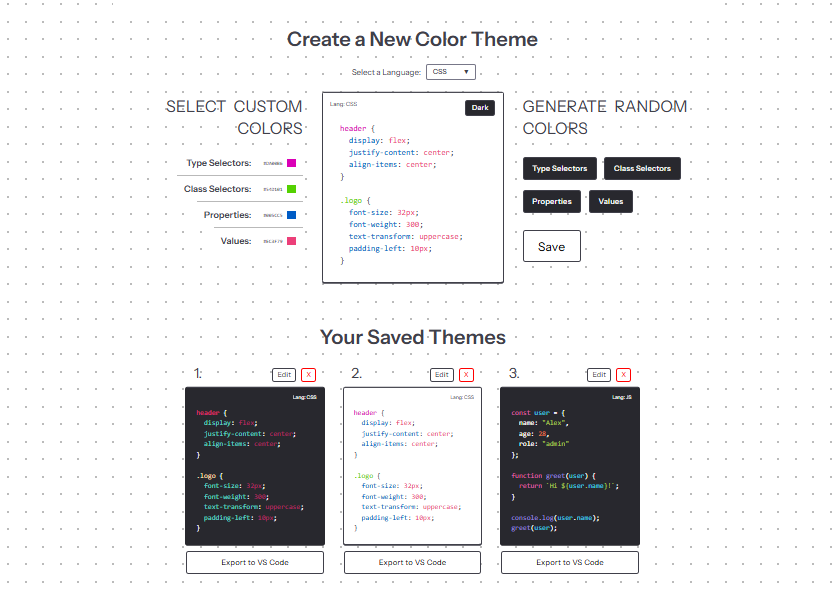 Create a New Color Theme
Select a Language: CSS ▼
SELECT CUSTOM
COLORS
Type Selectors:
Class Selectors:
Properties:
Values:
Lang: CSS
Dark
header {
  display: flex;
  justify-content: center;
  align-items: center;
}
.logo {
  font-size: 32px;
  font-weight: 300;
  text-transform: uppercase;
  padding-left: 10px;
}
GENERATE RANDOM
COLORS
Type Selectors Class Selectors
Properties Values
Save
Your Saved Themes
1. Edit X
Lang: CSS
header {
  display: flex;
  justify-content: center;
  align-items: center;
}
.logo {
  font-size: 32px;
  font-weight: 300;
  text-transform: uppercase;
  padding-left: 10px;
}
Export to VS Code
2. Edit X
Lang: CSS
header {
  display: flex;
  justify-content: center;
  align-items: center;
}
.logo {
  font-size: 32px;
  font-weight: 300;
  text-transform: uppercase;
  padding-left: 10px;
}
Export to VS Code
3. Edit X
Lang: JS
const user = {
  name: "Alex",
  age: 28,
  role: "admin"
};
function greet(user) {
  return `Hi ${user.name}!`;
}
console.log(user.name);
greet(user);
Export to VS Code